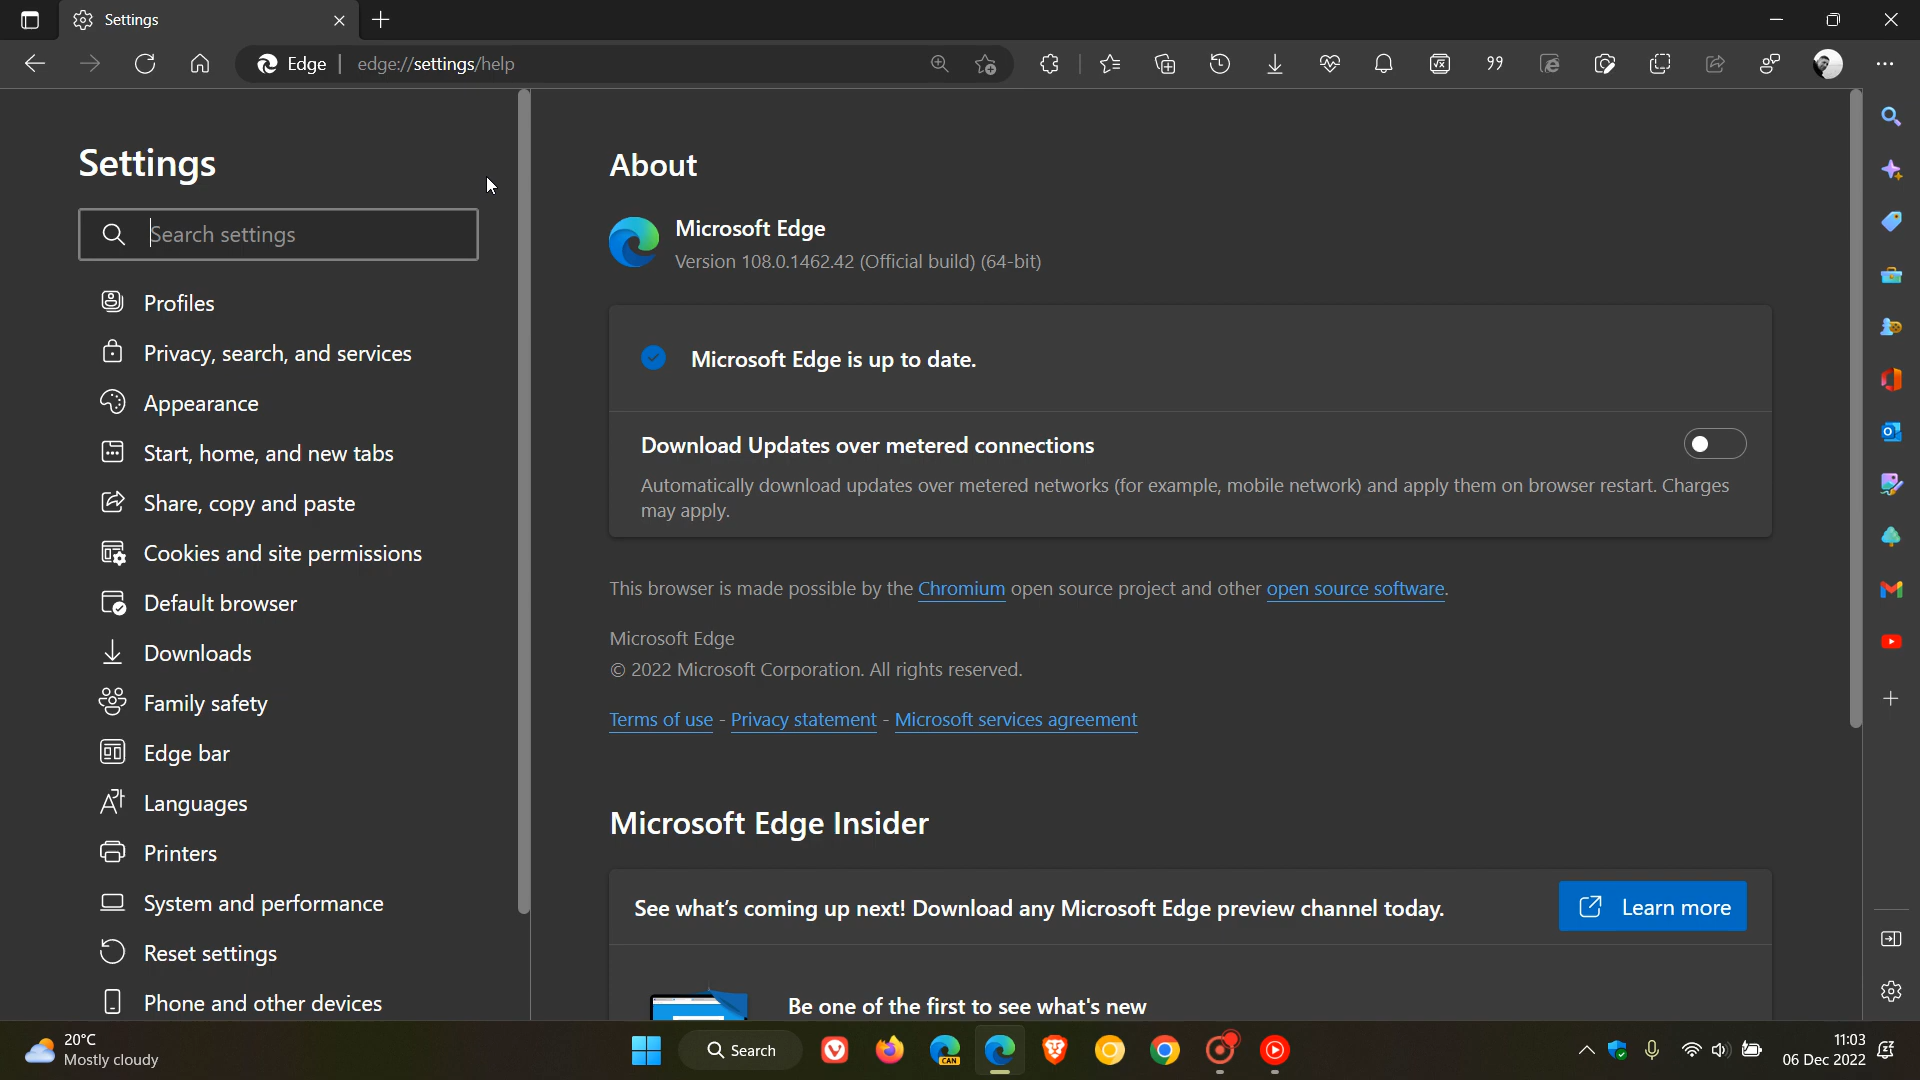 Settings
Edge
edge://settings/help
Settings
Search settings
Profiles
Privacy, search, and services
Appearance
Start, home, and new tabs
Share, copy and paste
Cookies and site permissions
Default browser
Downloads
Family safety
Edge bar
Languages
Printers
System and performance
Reset settings
Phone and other devices
About
Microsoft Edge
Version 108.0.1462.42 (Official build) (64-bit)
Microsoft Edge is up to date.
Download Updates over metered connections
Automatically download updates over metered networks (for example, mobile network) and apply them on browser restart. Charges
may apply.
This browser is made possible by the Chromium open source project and other open source software.
Microsoft Edge
© 2022 Microsoft Corporation. All rights reserved.
Terms of use - Privacy statement - Microsoft services agreement
Microsoft Edge Insider
See what's coming up next! Download any Microsoft Edge preview channel today.
Learn more
Be one of the first to see what's new
20°C
Mostly cloudy
Search
CAN
11:03
06 Dec 2022